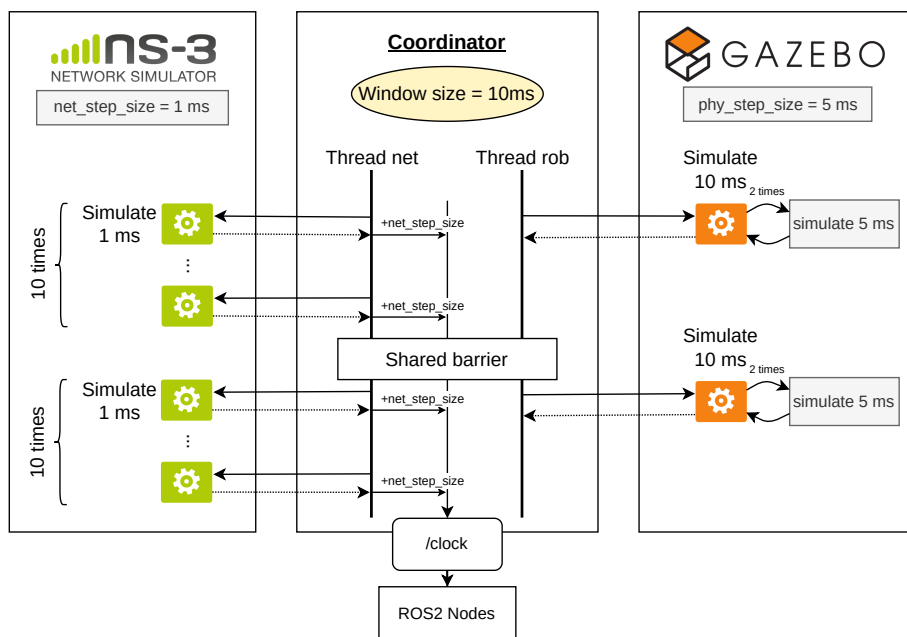 ns-3
NETWORK SIMULATOR
net_step_size = 1 ms
10 times
Simulate
1 ms
...
10 times
Simulate
1 ms
...
Coordinator
Window size = 10ms
Thread net
Thread rob
+net_step_size
+net_step_size
Shared barrier
+net_step_size
+net_step_size
/clock
ROS2 Nodes
GAZEBO
phy_step_size = 5 ms
Simulate
10 ms
2 times
simulate 5 ms
Simulate
10 ms
2 times
simulate 5 ms